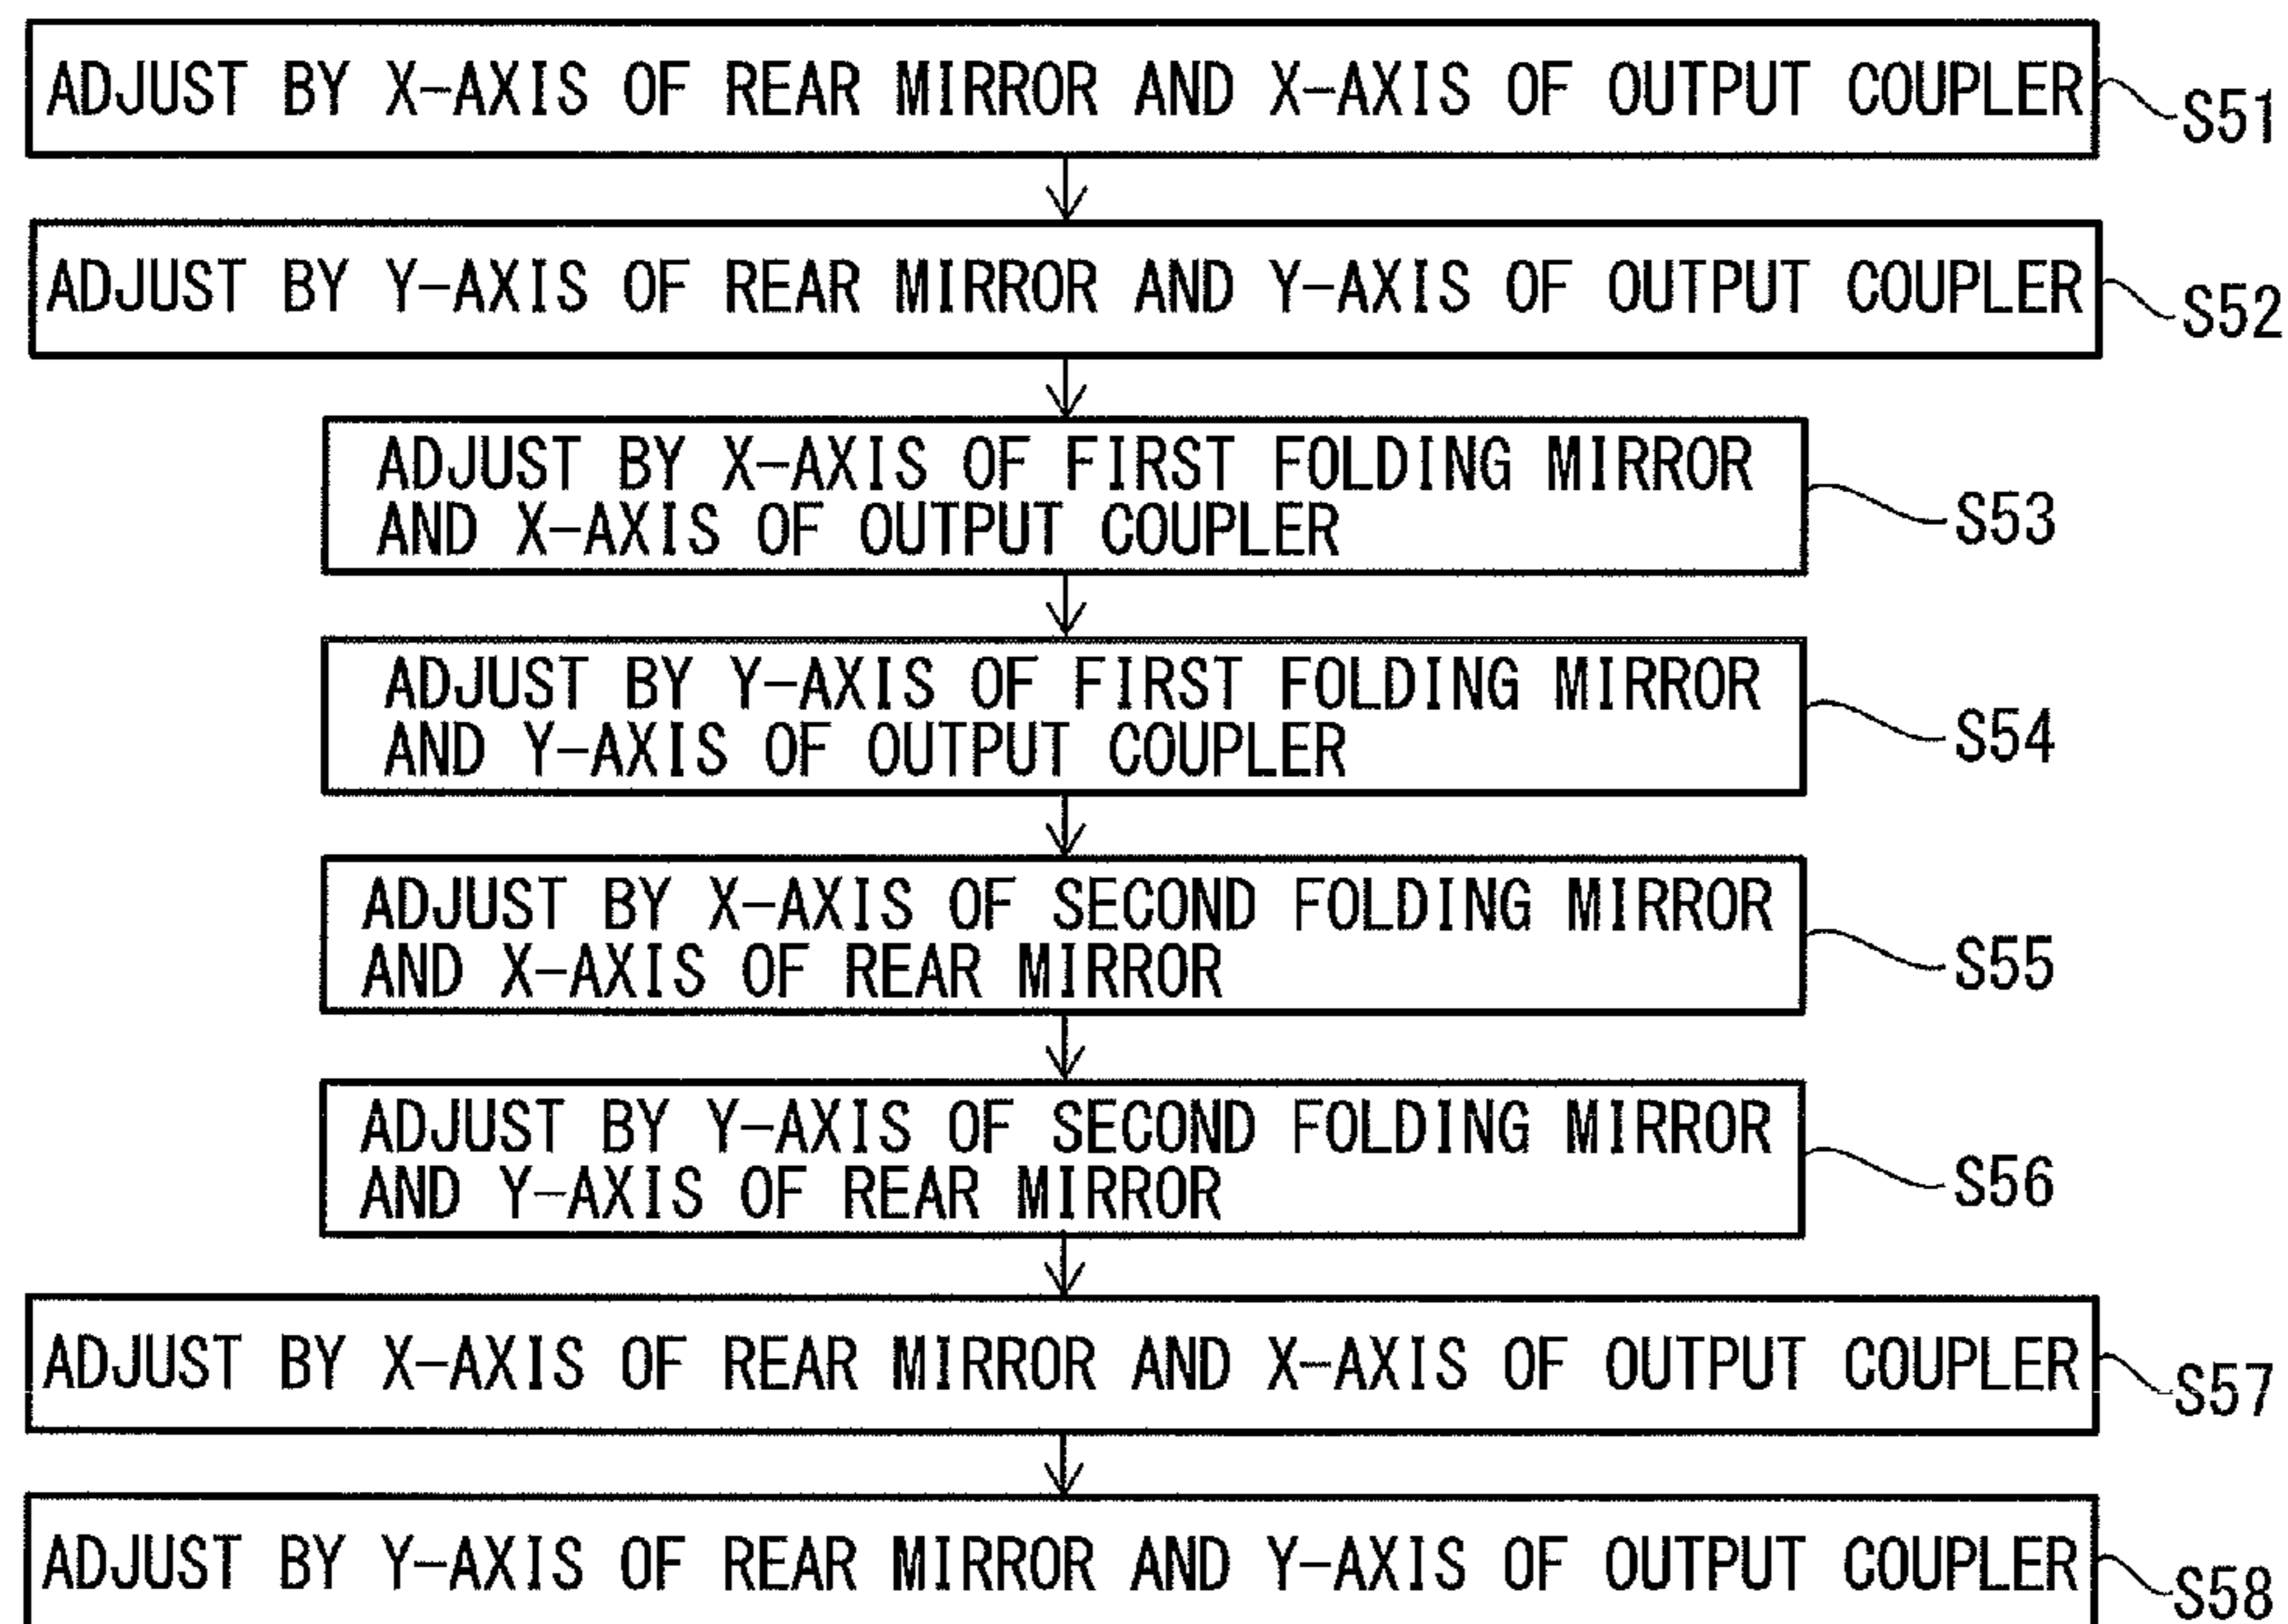 ADJUST BY X-AXIS OF REAR MIRROR AND X-AXIS OF OUTPUT COUPLER
S51
ADJUST BY Y-AXIS OF REAR MIRROR AND Y-AXIS OF OUTPUT COUPLER
S52
ADJUST BY X-AXIS OF FIRST FOLDING MIRROR
AND X-AXIS OF OUTPUT COUPLER
S53
ADJUST BY Y-AXIS OF FIRST FOLDING MIRROR
AND Y-AXIS OF OUTPUT COUPLER
S54
ADJUST BY X-AXIS OF SECOND FOLDING MIRROR
AND X-AXIS OF REAR MIRROR
S55
ADJUST BY Y-AXIS OF SECOND FOLDING MIRROR
AND Y-AXIS OF REAR MIRROR
S56
ADJUST BY X-AXIS OF REAR MIRROR AND X-AXIS OF OUTPUT COUPLER
S57
ADJUST BY Y-AXIS OF REAR MIRROR AND Y-AXIS OF OUTPUT COUPLER
S58